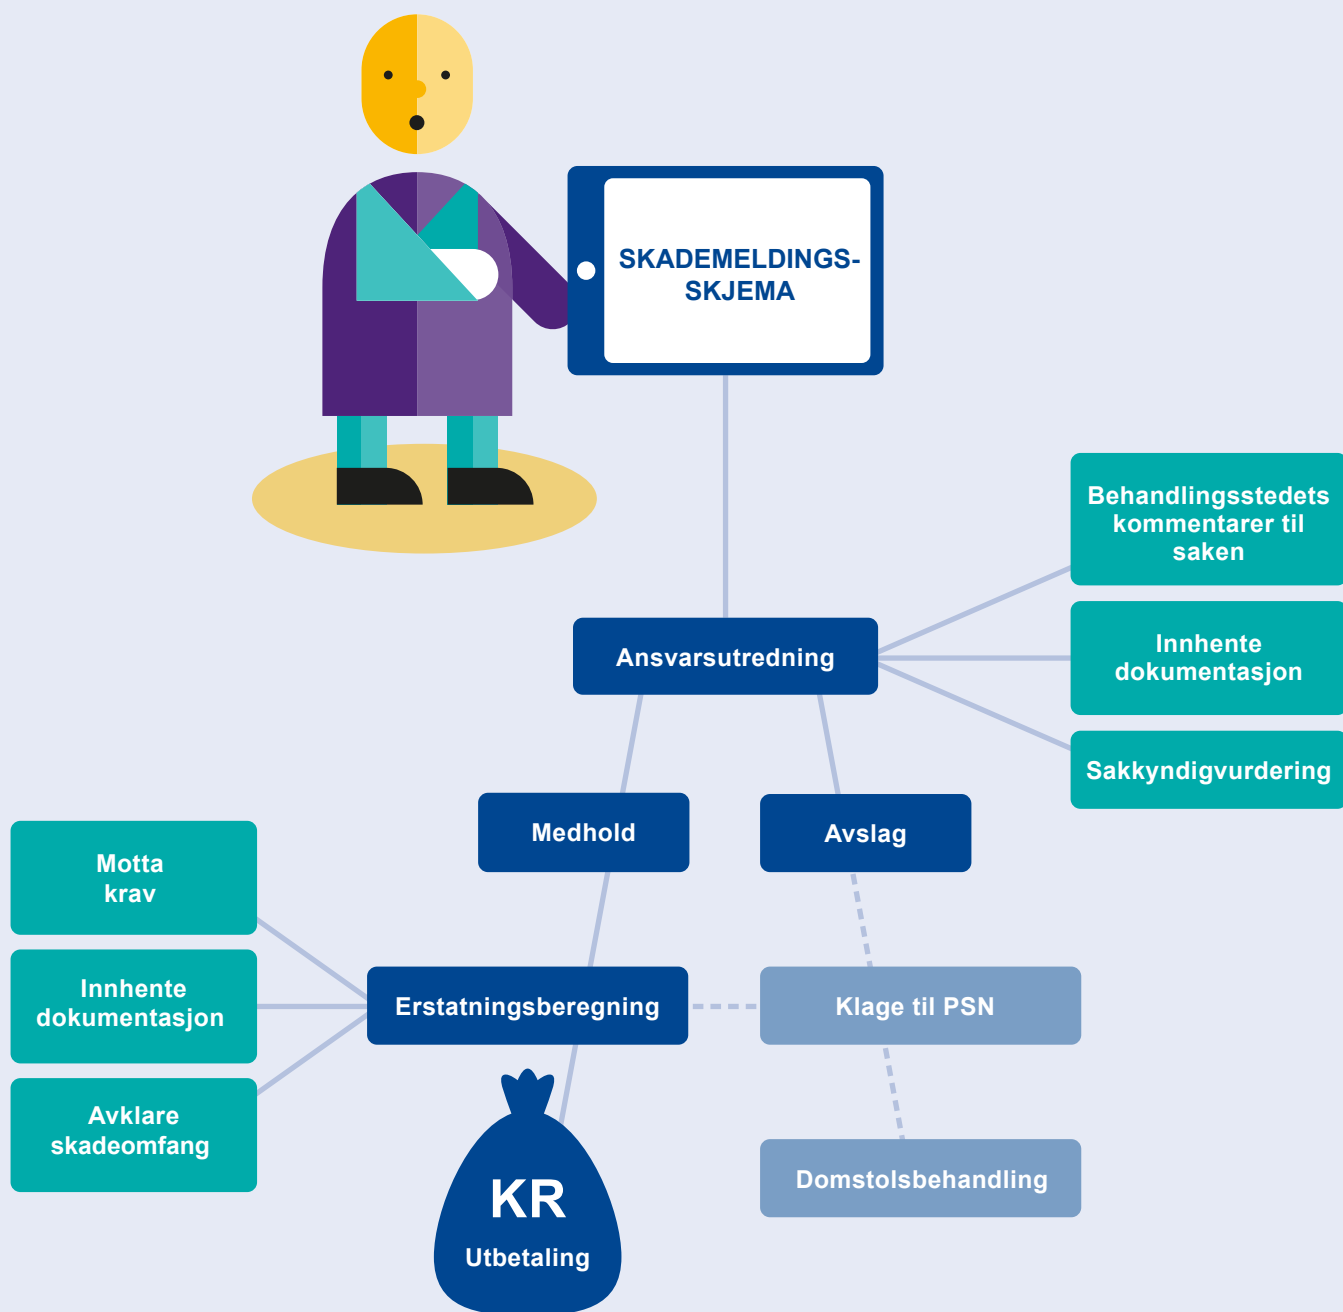 SKADEMELDINGS-
SKJEMA
Behandlingsstedets
kommentarer til
saken
Ansvarsutredning
Innhente
dokumentasjon
Sakkyndigvurdering
Medhold
Avslag
Motta
krav
Innhente
dokumentasjon
Erstatningsberegning
Klage til PSN
Avklare
skadeomfang
Domstolsbehandling
KR
Utbetaling